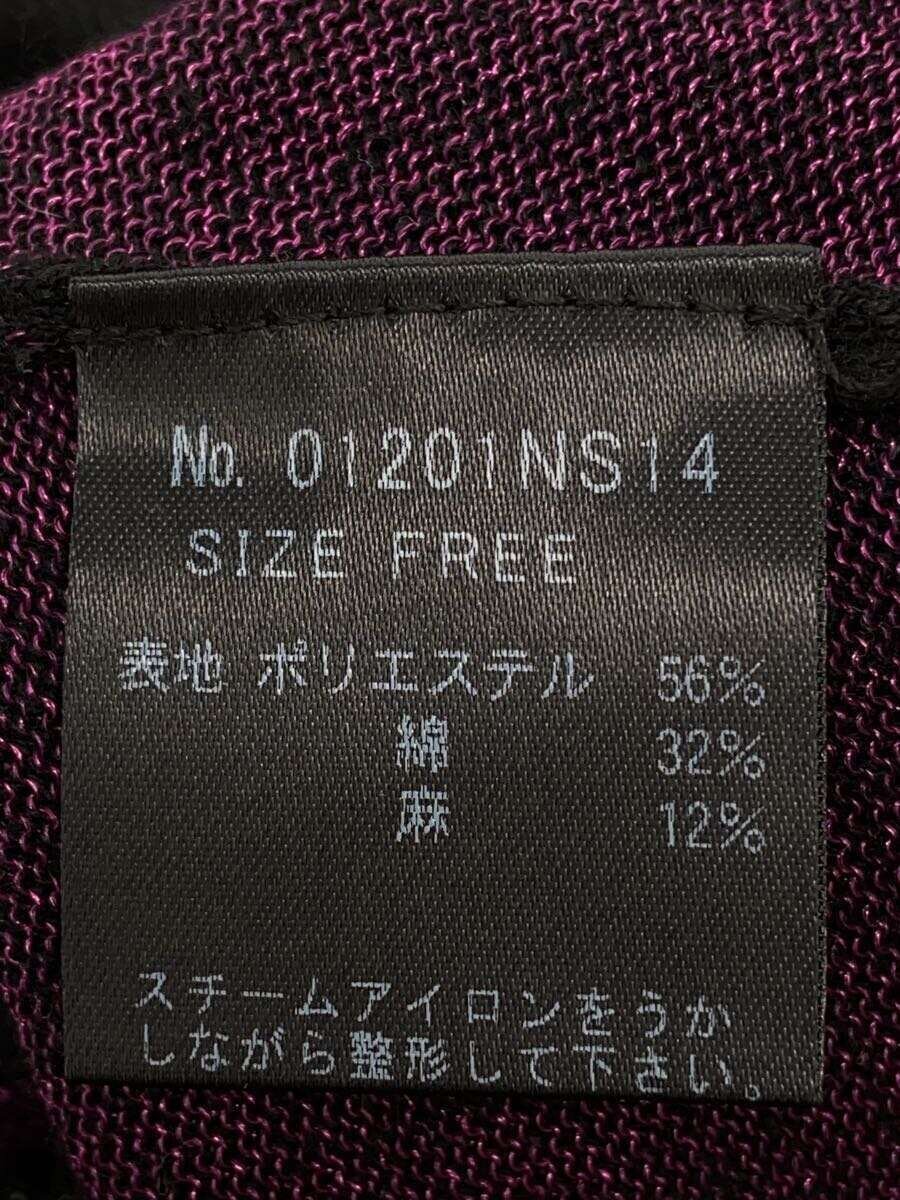 No. 01201NS14
SIZE FREE
表地 ポリエステル 56%
綿 32%
麻 12%
スチームアイロンをうか
しながら整形して下さい。